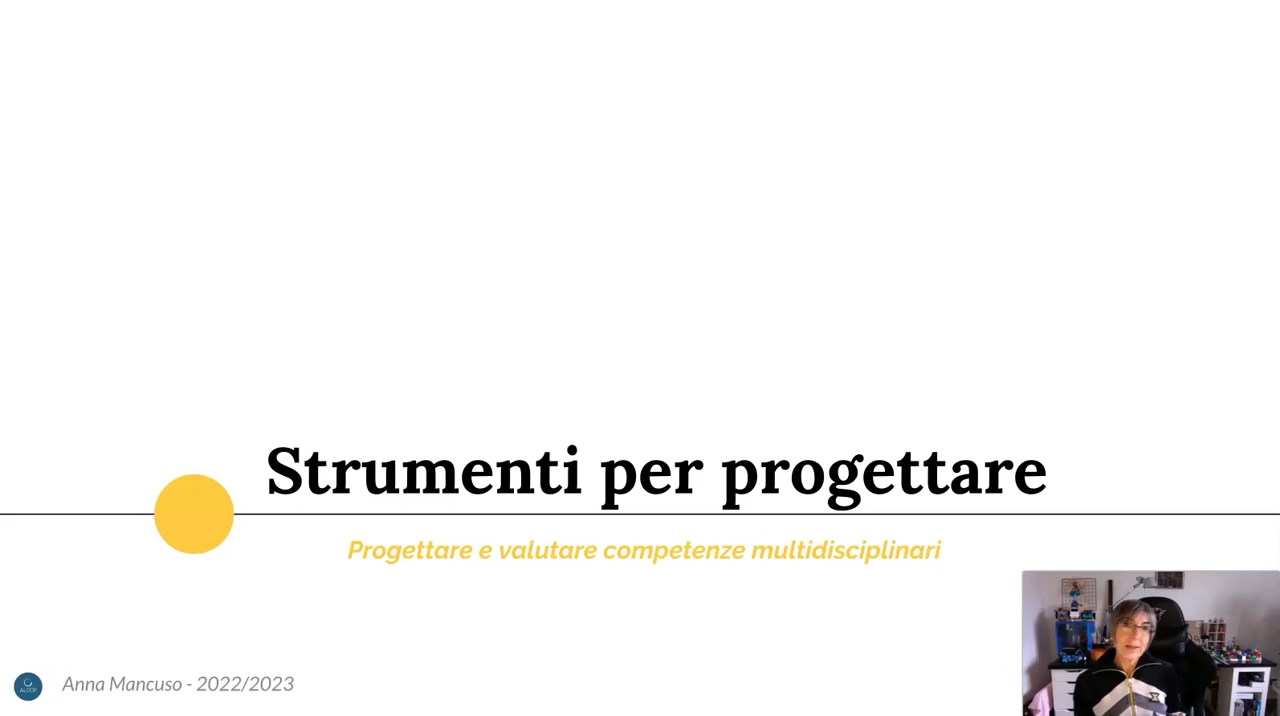 Strumenti per progettare
Progettare e valutare competenze multidisciplinari
Anna Mancuso - 2022/2023